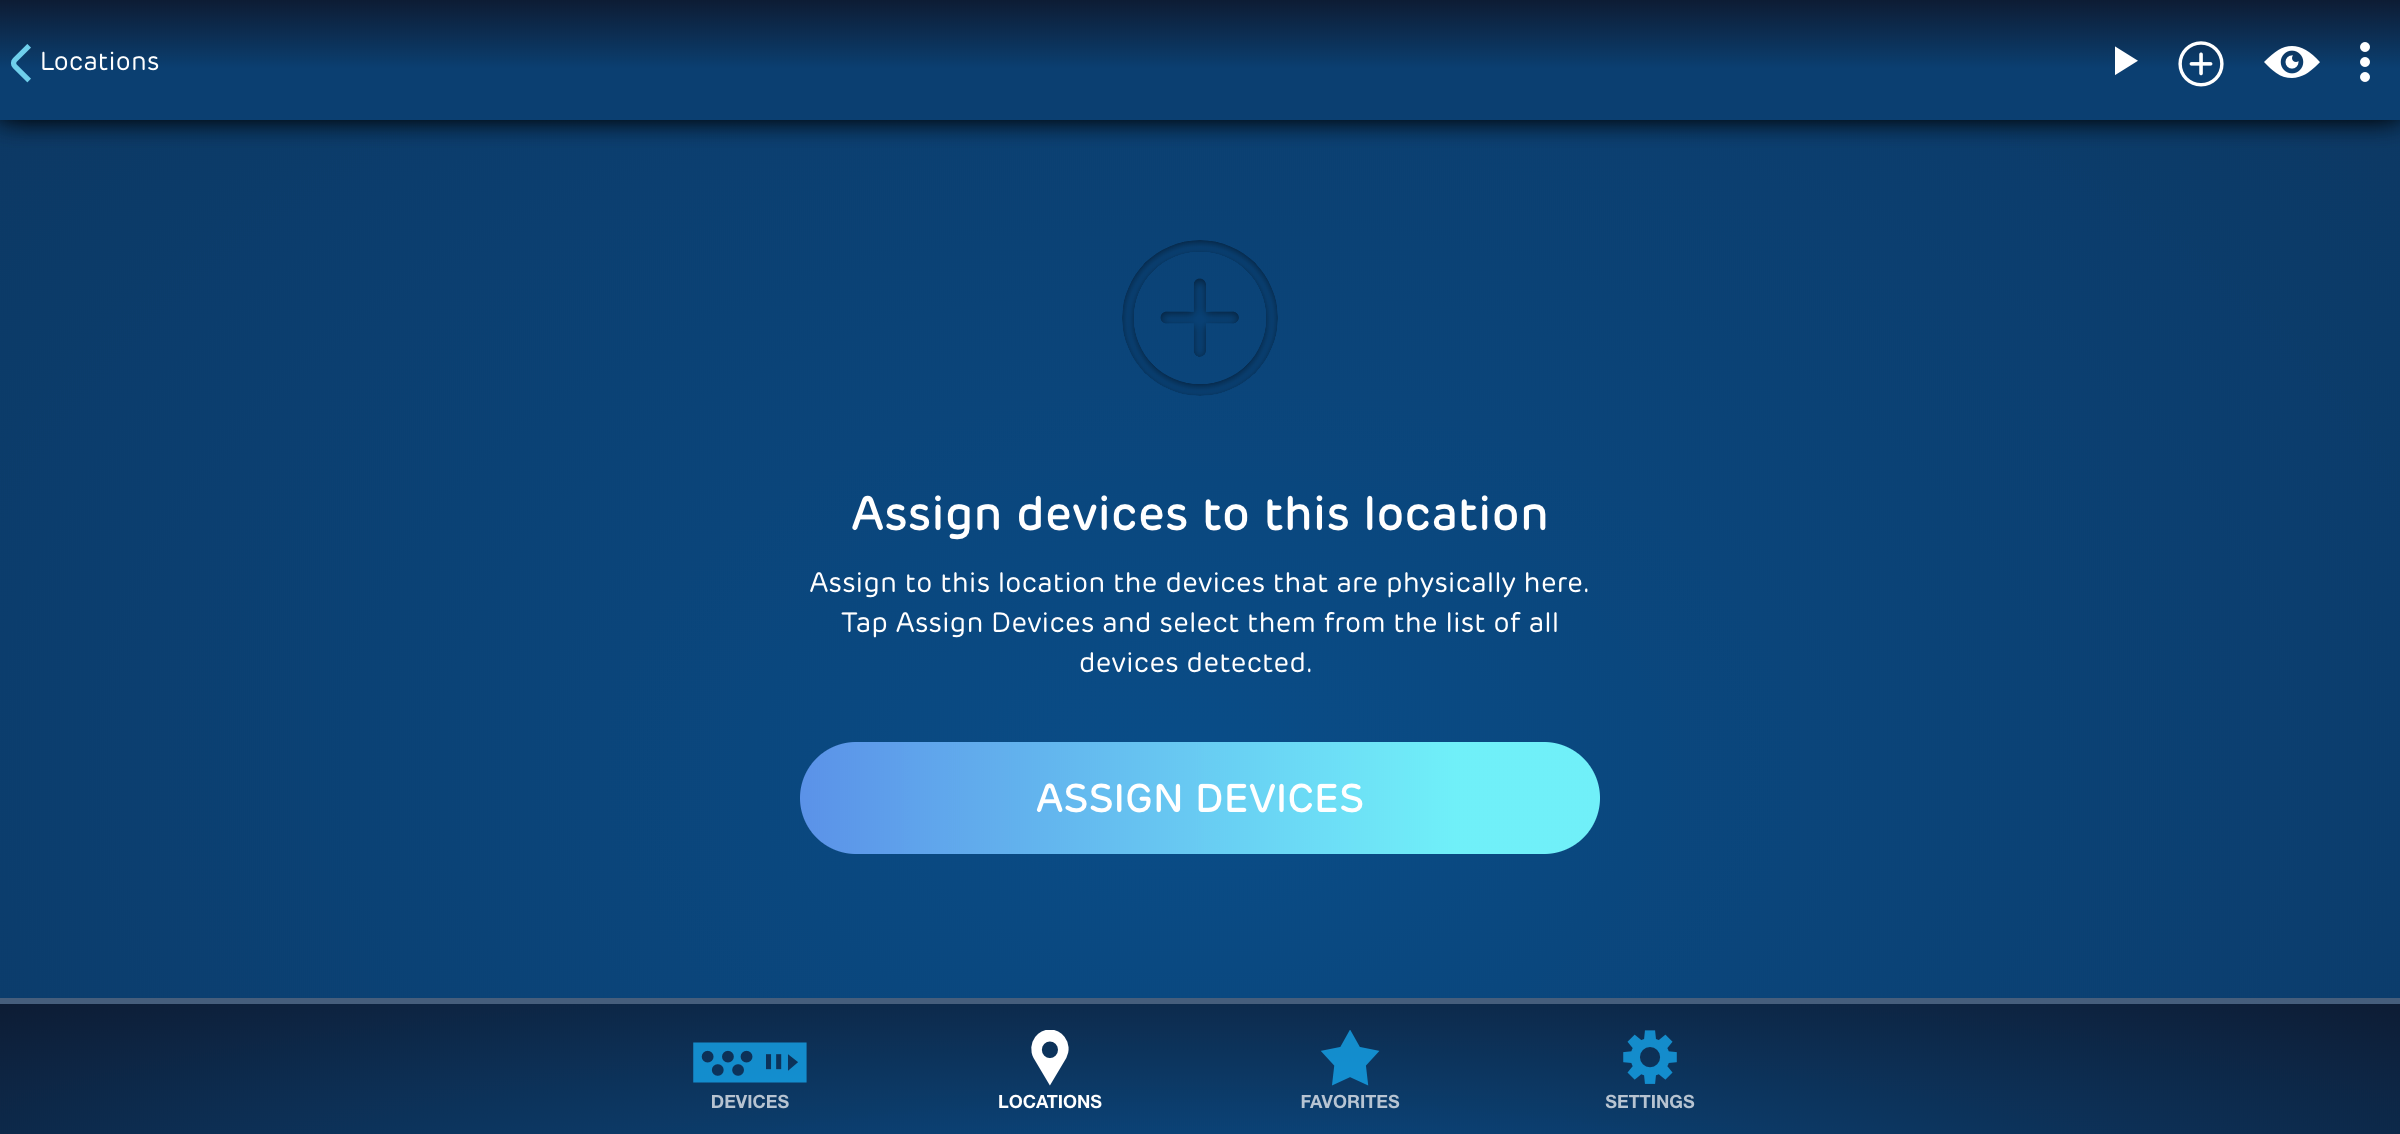 Locations
Assign devices to this location
Assign to this location the devices that are physically here.
Tap Assign Devices and select them from the list of all
devices detected.
ASSIGN DEVICES
DEVICES
LOCATIONS
FAVORITES
SETTINGS